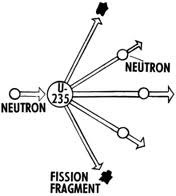 U-
235
NEUTRON
NEUTRON
FISSION
FRAGMENT